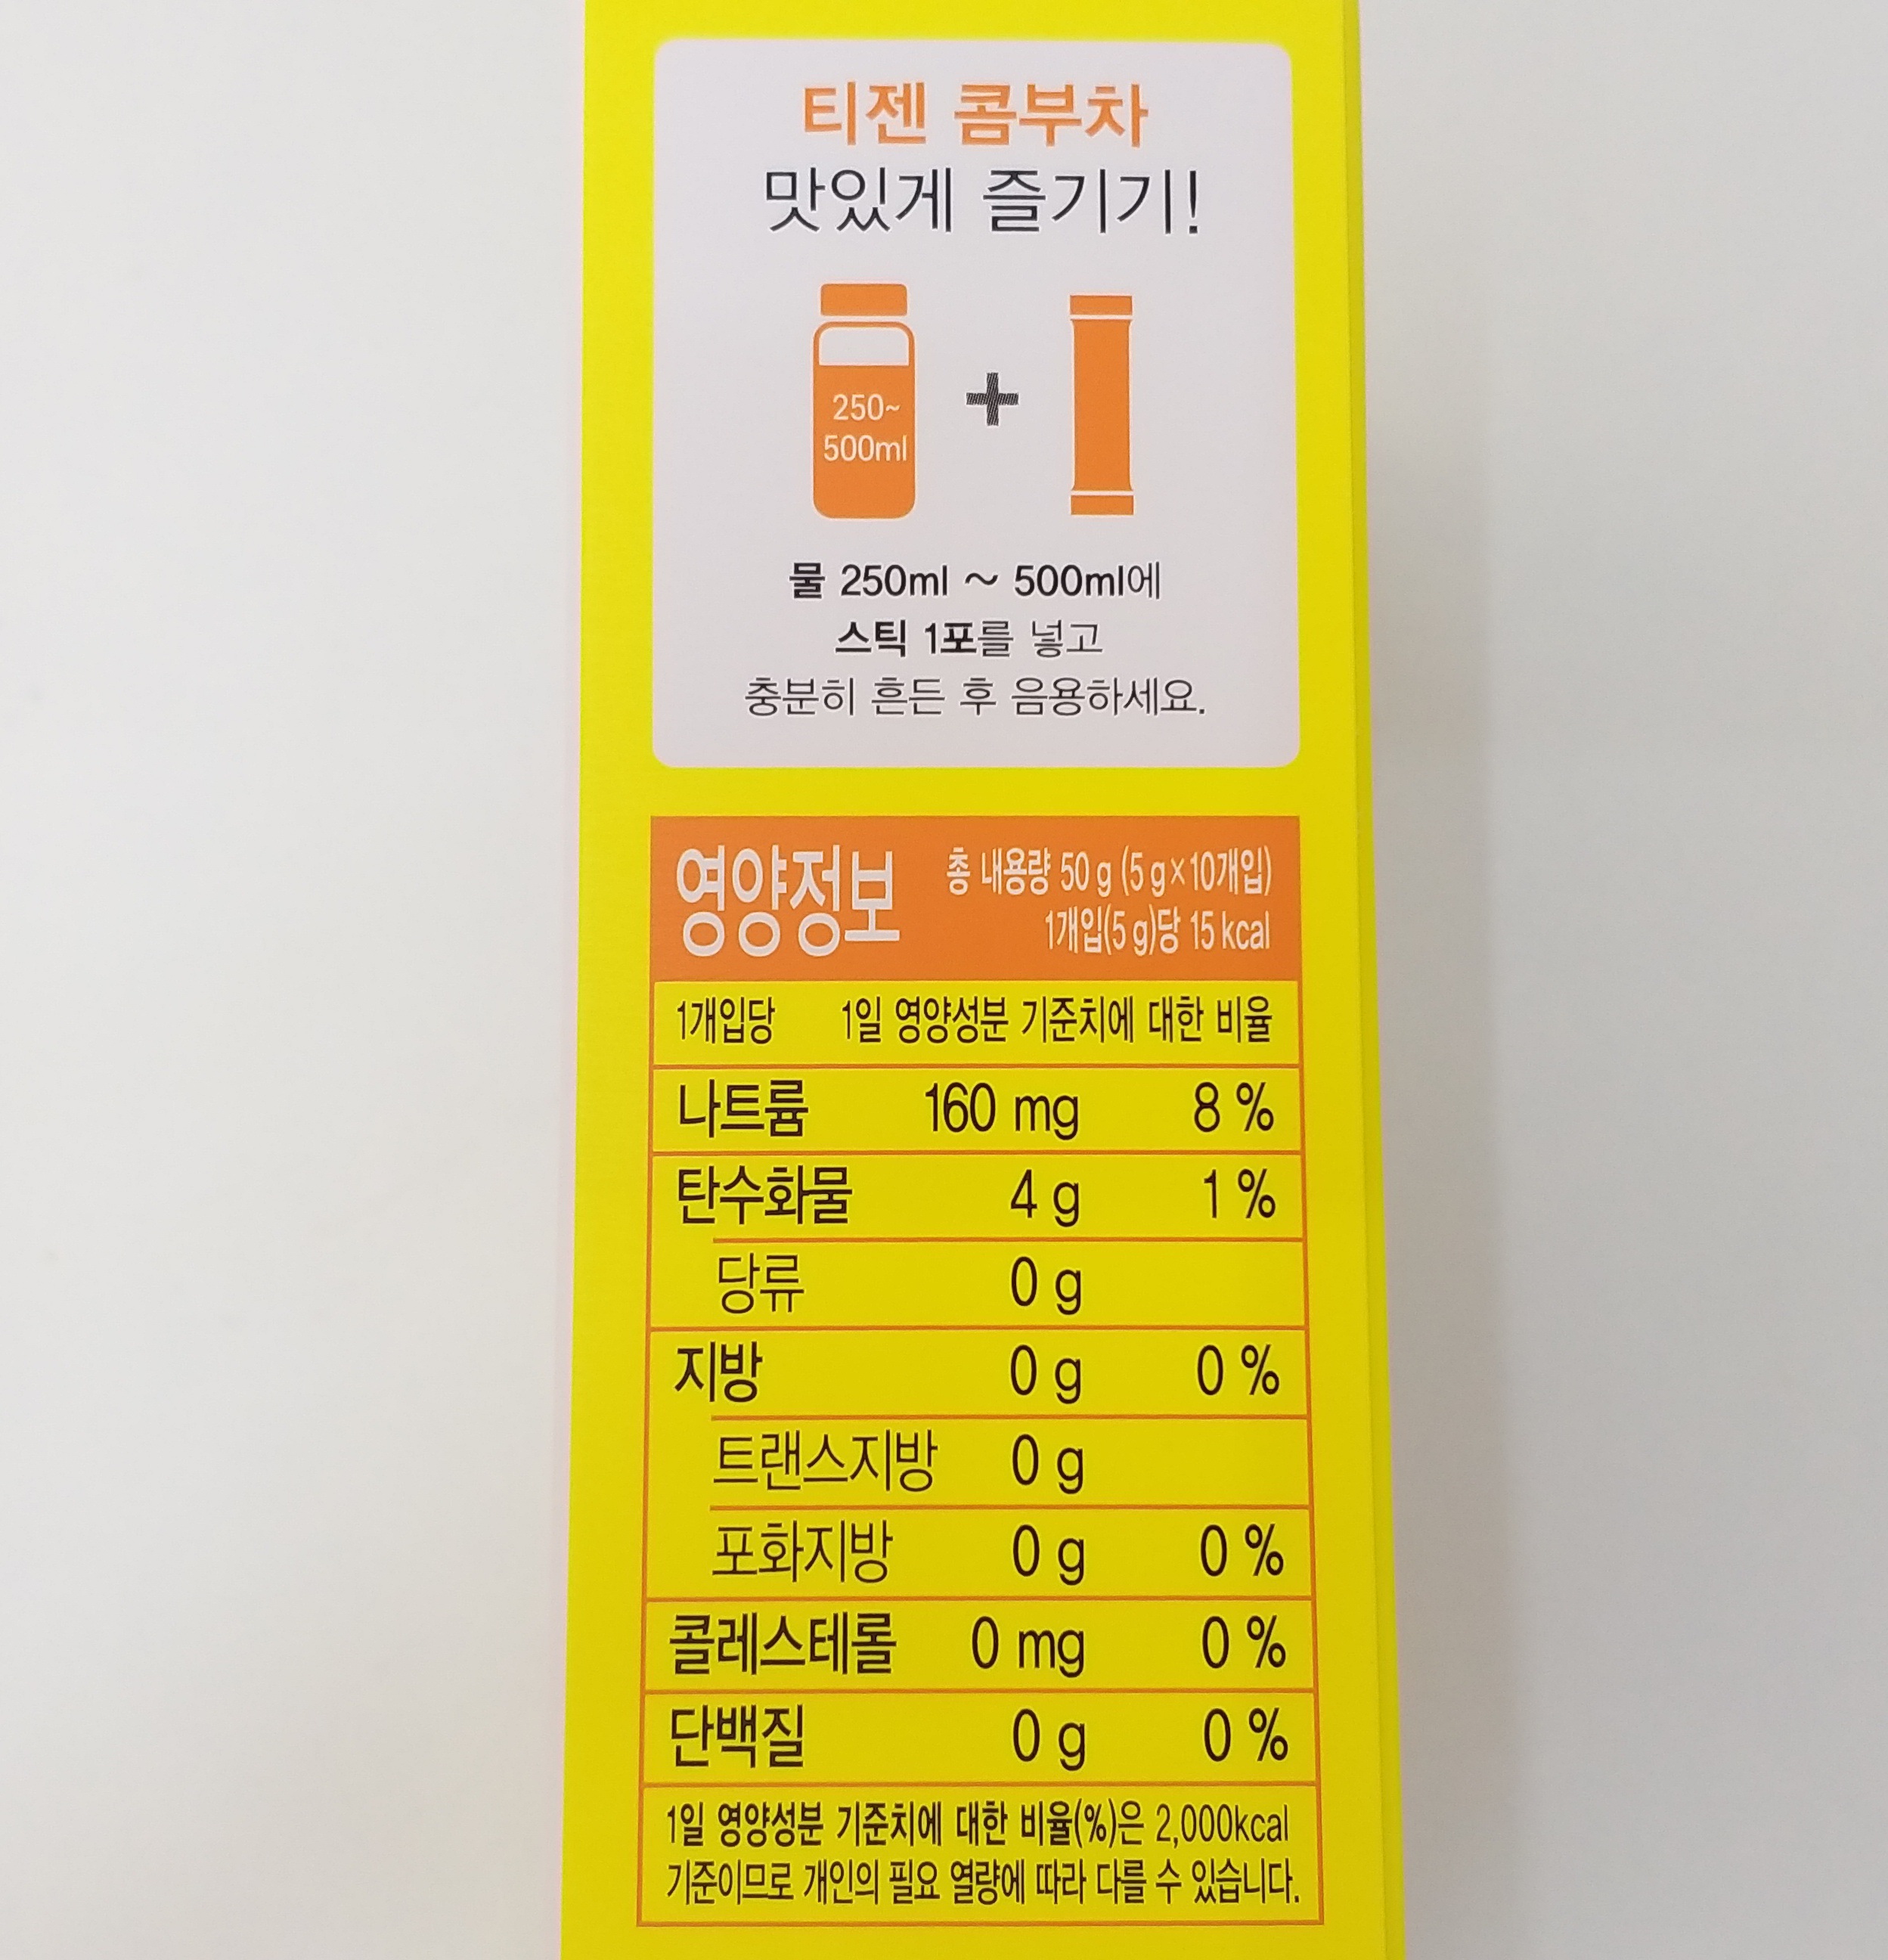 티젠 콤부차
맛있게 즐기기!
250~
500ml
+
물 250ml ~ 500ml에
스틱 1포를 넣고
충분히 흔든 후 음용하세요.
영양정보
총 내용량 50 g (5 g×10개입)
1개입(5 g)당 15 kcal
1개입당 1일 영양성분 기준치에 대한 비율
나트륨 160 mg 8 %
탄수화물 4 g 1 %
당류 0 g
지방 0 g 0 %
트랜스지방 0 g
포화지방 0 g 0 %
콜레스테롤 0 mg 0 %
단백질 0 g 0 %
1일 영양성분 기준치에 대한 비율(%)은 2,000kcal
기준이므로 개인의 필요 열량에 따라 다를 수 있습니다.